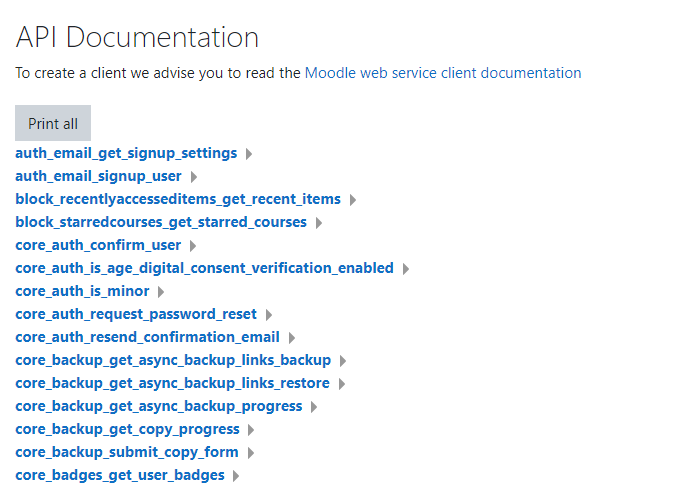 API Documentation
To create a client we advise you to read the Moodle web service client documentation
Print all
auth_email_get_signup_settings
auth_email_signup_user
block_recentlyaccesseditems_get_recent_items
block_starredcourses_get_starred_courses
core_auth_confirm_user
core_auth_is_age_digital_consent_verification_enabled
core_auth_is_minor
core_auth_request_password_reset
core_auth_resend_confirmation_email
core_backup_get_async_backup_links_backup
core_backup_get_async_backup_links_restore
core_backup_get_async_backup_progress
core_backup_get_copy_progress
core_backup_submit_copy_form
core_badges_get_user_badges